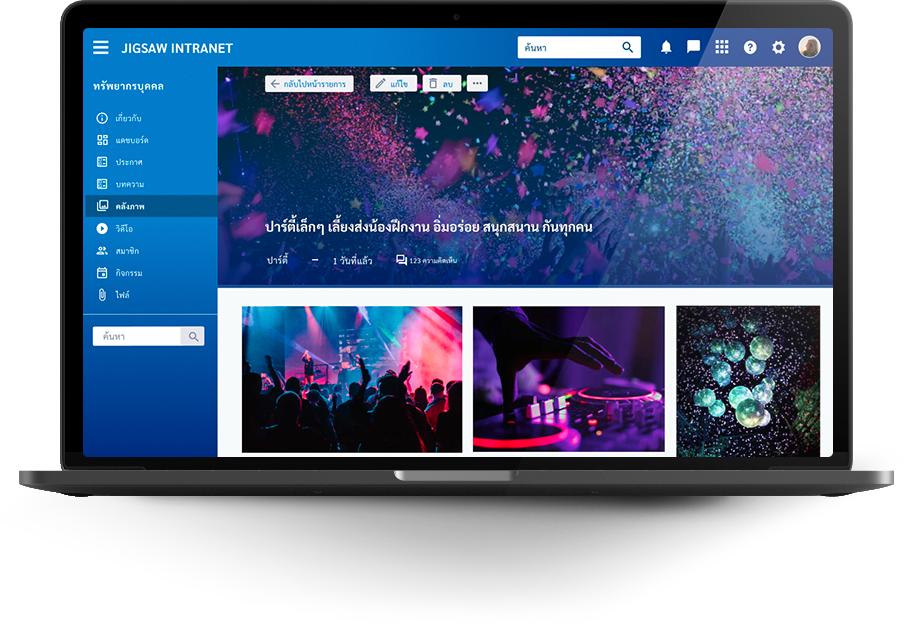 JIGSAW INTRANET
ค้นหา
ทรัพยากรบุคคล
เกี่ยวกับ
แดชบอร์ด
ประกาศ
บทความ
คลังภาพ
วิดีโอ
สมาชิก
กิจกรรม
ไฟล์
ค้นหา
กลับไปหน้ารายการ
แก้ไข
ลบ
ปาร์ตี้เล็กๆ เลี้ยงส่งน้องฝึกงาน อิ่มอร่อย สนุกสนาน กันทุกคน
ปาร์ตี้ – 1 วันที่แล้ว 123 ความคิดเห็น